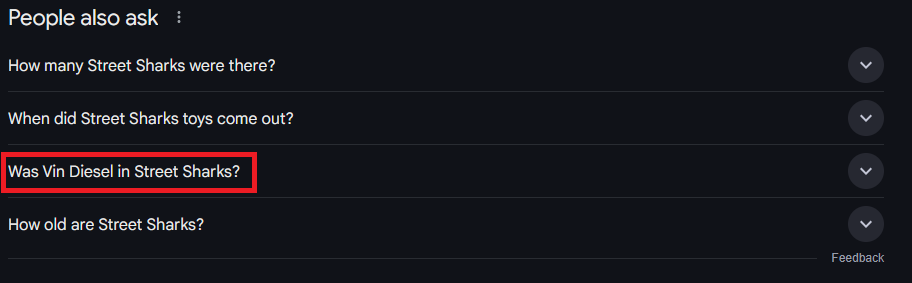 People also ask
How many Street Sharks were there?
When did Street Sharks toys come out?
Was Vin Diesel in Street Sharks?
How old are Street Sharks?
Feedback